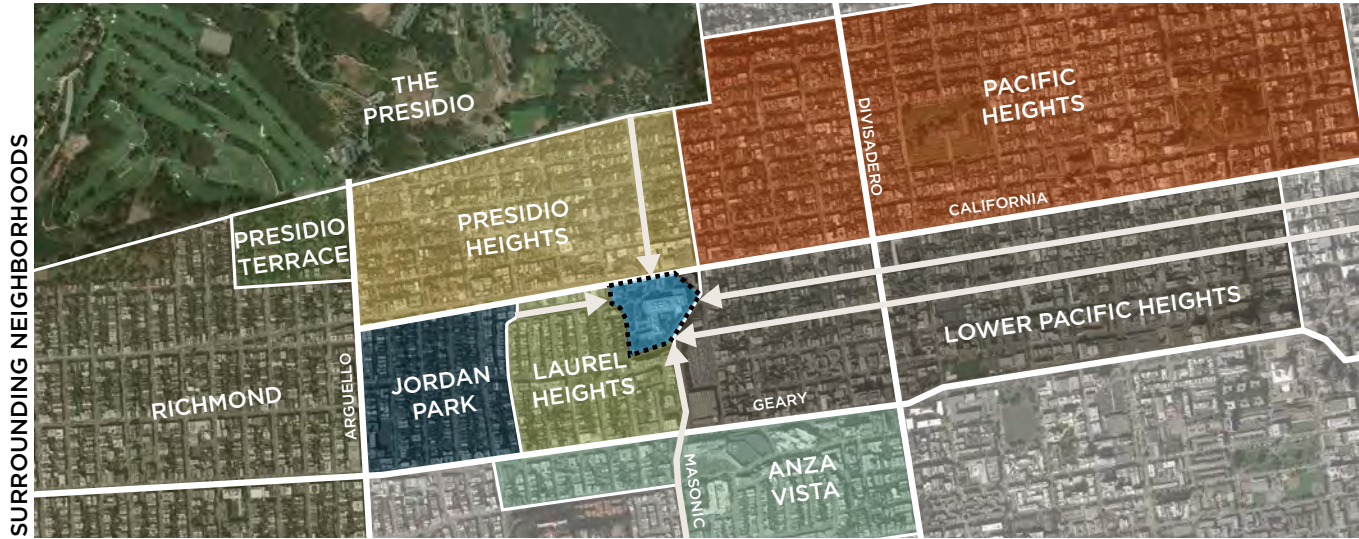 SURROUNDING NEIGHBORHOODS
THE
PRESIDIO
PACIFIC
HEIGHTS
DIVISADERO
CALIFORNIA
PRESIDIO
HEIGHTS
PRESIDIO
TERRACE
LOWER PACIFIC HEIGHTS
LAUREL
HEIGHTS
JORDAN
PARK
RICHMOND
ARGUELLO
GEARY
MASONIC
ANZA
VISTA